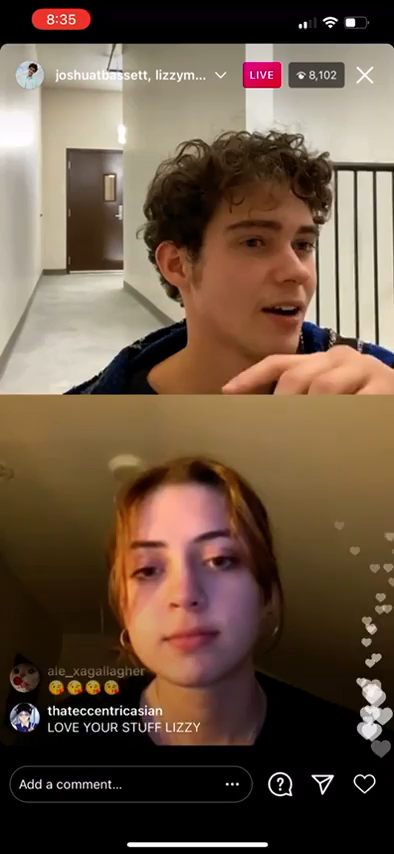 8:35
joshuatbassett, lizzym...
LIVE
8,102
ale_xagallagher
thateccentricasian
LOVE YOUR STUFF LIZZY
Add a comment...